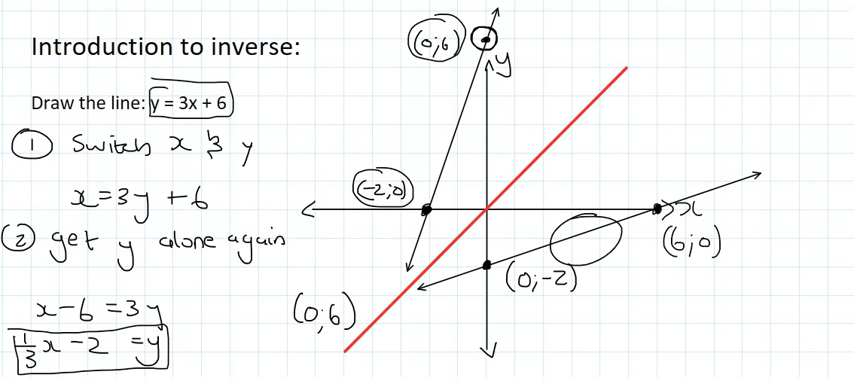 Introduction to inverse:
Draw the line: y = 3x + 6
① Switch x & y
x = 3y + 6
② get y alone again
x - 6 = 3y
1/3 x - 2 = y
(0;6)
y
(-2;0)
x
(6;0)
(0;-2)
(0;6)